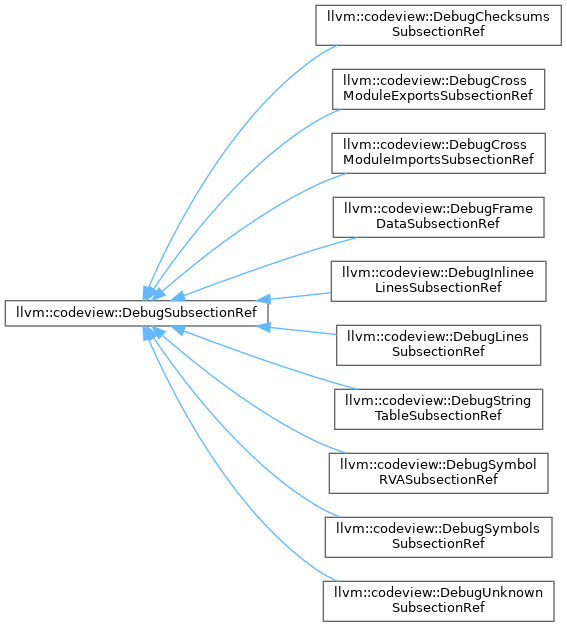 llvm::codeview::DebugChecksums
SubsectionRef
llvm::codeview::DebugCross
ModuleExportsSubsectionRef
llvm::codeview::DebugCross
ModuleImportsSubsectionRef
llvm::codeview::DebugFrame
DataSubsectionRef
llvm::codeview::DebugInlinee
LinesSubsectionRef
llvm::codeview::DebugSubsectionRef
llvm::codeview::DebugLines
SubsectionRef
llvm::codeview::DebugString
TableSubsectionRef
llvm::codeview::DebugSymbol
RVASubsectionRef
llvm::codeview::DebugSymbols
SubsectionRef
llvm::codeview::DebugUnknown
SubsectionRef